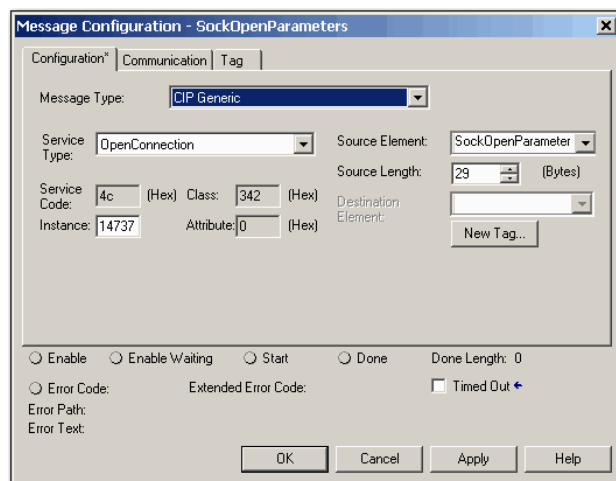 Message Configuration - SockOpenParameters
Configuration* Communication Tag
Message Type: CIP Generic
Service Type: OpenConnection Source Element: SockOpenParameter
Source Length: 29 (Bytes)
Service Code: 4c (Hex) Class: 342 (Hex) Destination Element:
Instance: 14737 Attribute: 0 (Hex) New Tag...
Enable Enable Waiting Start Done Done Length: 0
Error Code: Extended Error Code: Timed Out ←
Error Path:
Error Text:
OK Cancel Apply Help